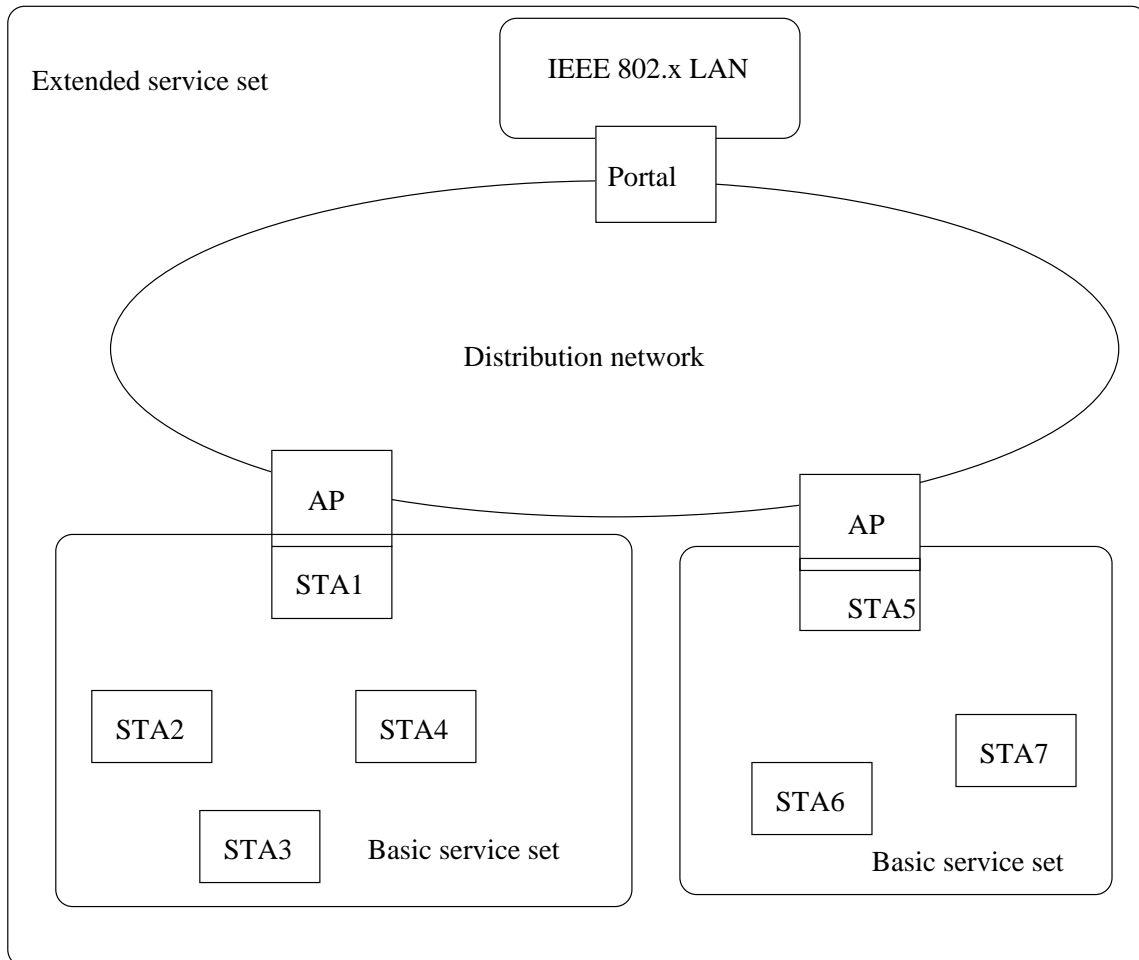 IEEE 802.x LAN
Extended service set
Portal
Distribution network
AP
AP
STA1
STA5
STA2
STA4
STA7
STA6
STA3
Basic service set
Basic service set